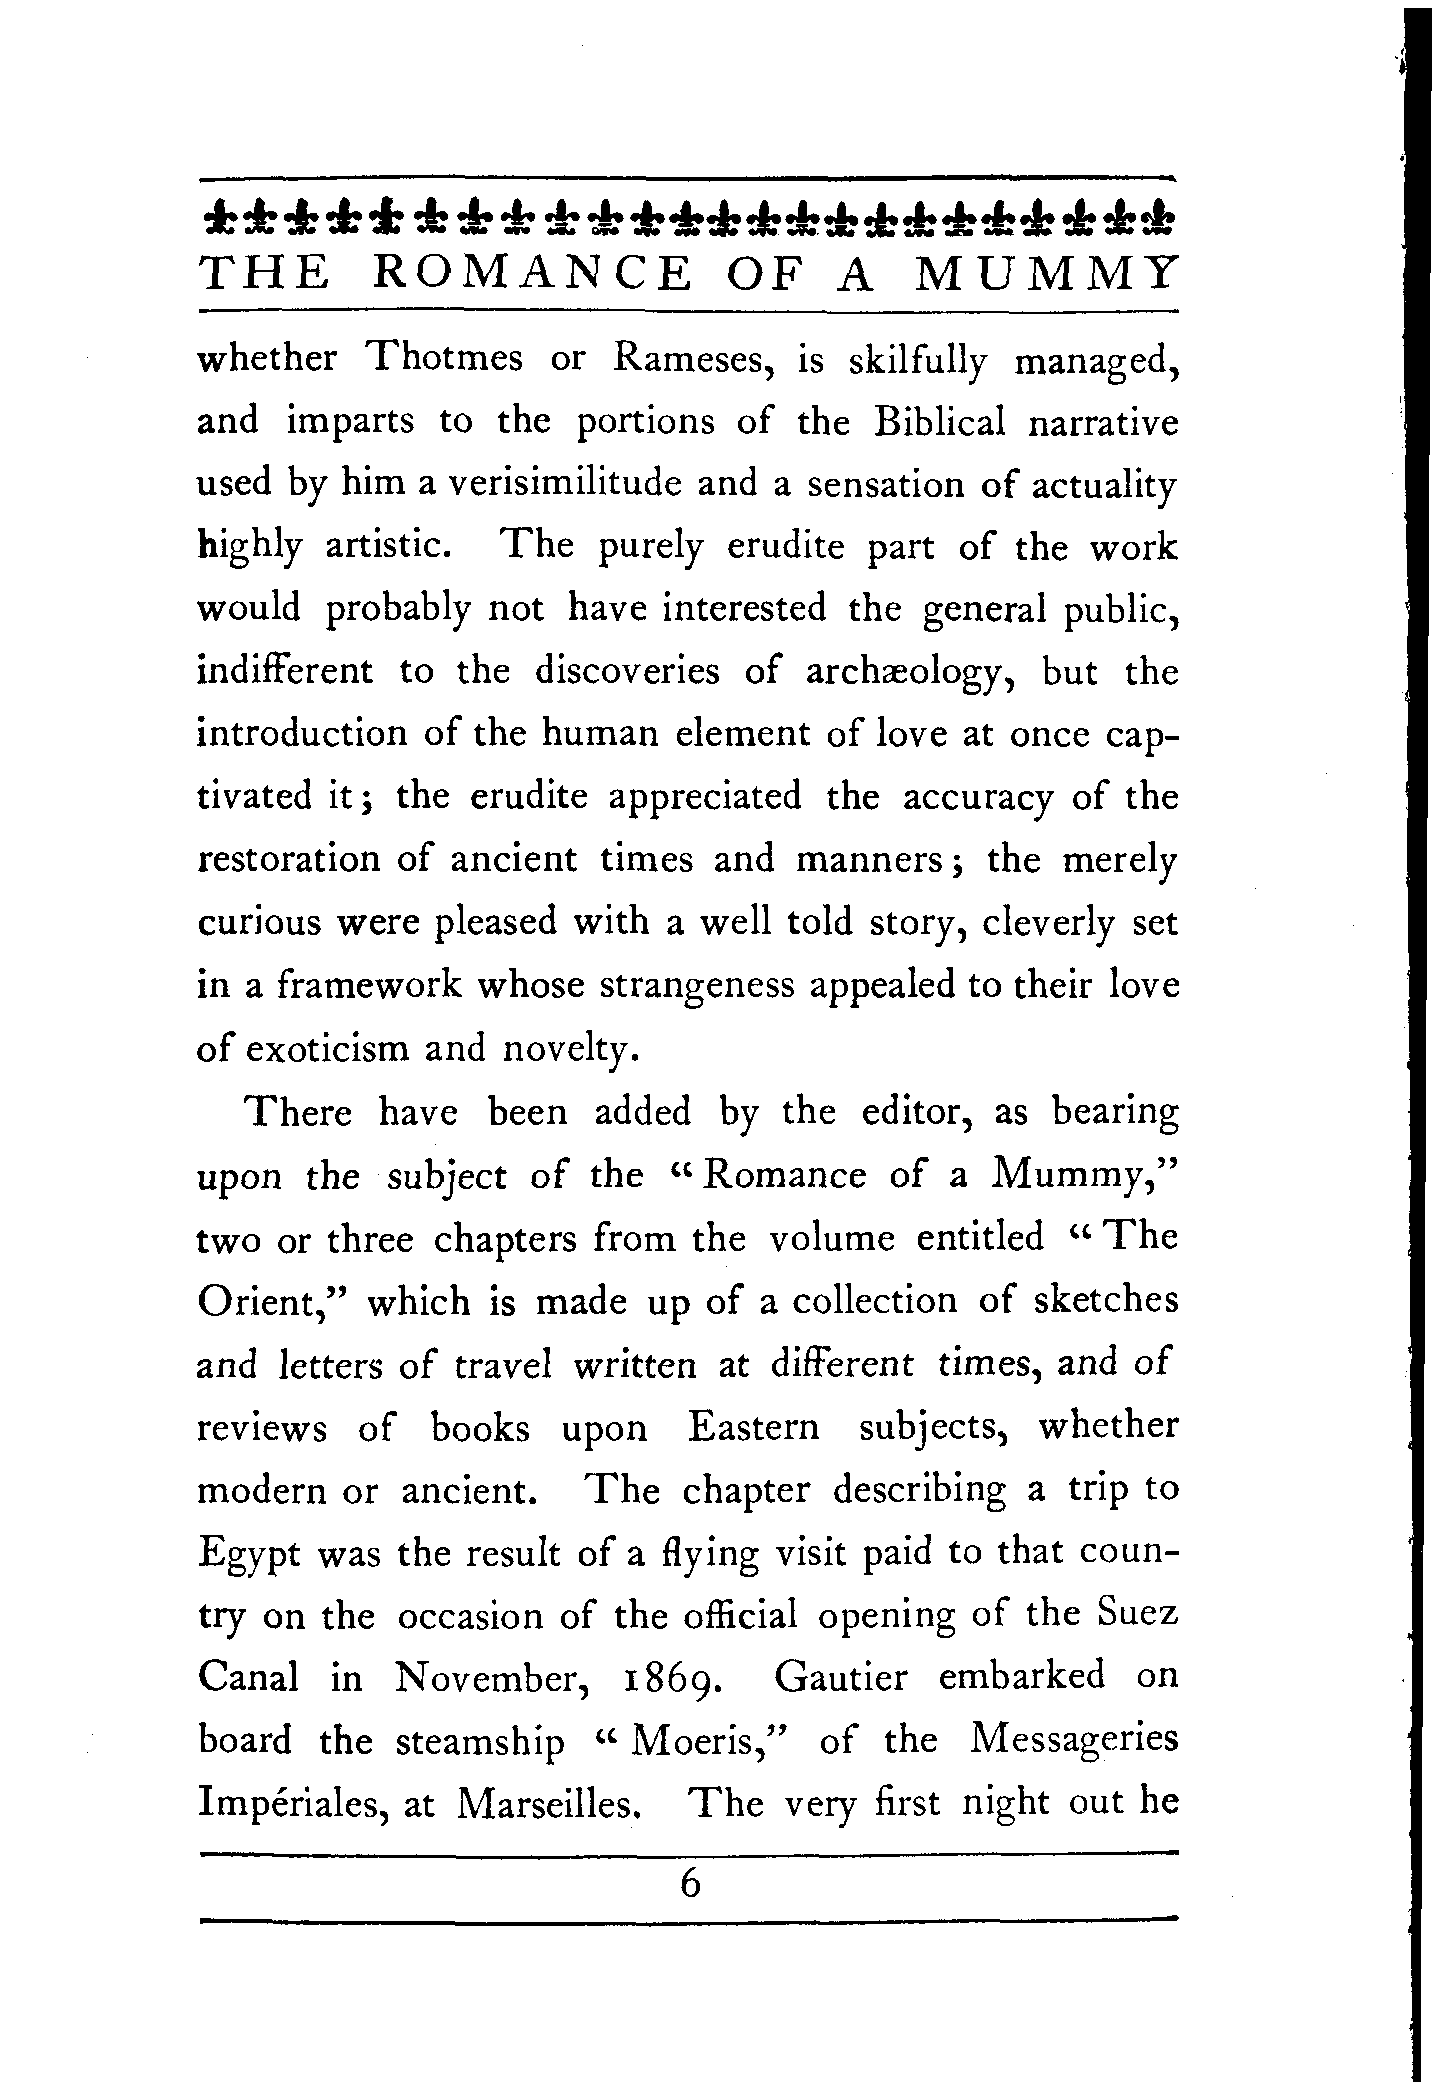 THE ROMANCE OF A MUMMY
whether Thotmes or Rameses, is skilfully managed,
and imparts to the portions of the Biblical narrative
used by him a verisimilitude and a sensation of actuality
highly artistic. The purely erudite part of the work
would probably not have interested the general public,
indifferent to the discoveries of archæology, but the
introduction of the human element of love at once cap-
tivated it; the erudite appreciated the accuracy of the
restoration of ancient times and manners; the merely
curious were pleased with a well told story, cleverly set
in a framework whose strangeness appealed to their love
of exoticism and novelty.
There have been added by the editor, as bearing
upon the subject of the “Romance of a Mummy,”
two or three chapters from the volume entitled “The
Orient,” which is made up of a collection of sketches
and letters of travel written at different times, and of
reviews of books upon Eastern subjects, whether
modern or ancient. The chapter describing a trip to
Egypt was the result of a flying visit paid to that coun-
try on the occasion of the official opening of the Suez
Canal in November, 1869. Gautier embarked on
board the steamship “Moeris,” of the Messageries
Impériales, at Marseilles. The very first night out he
6